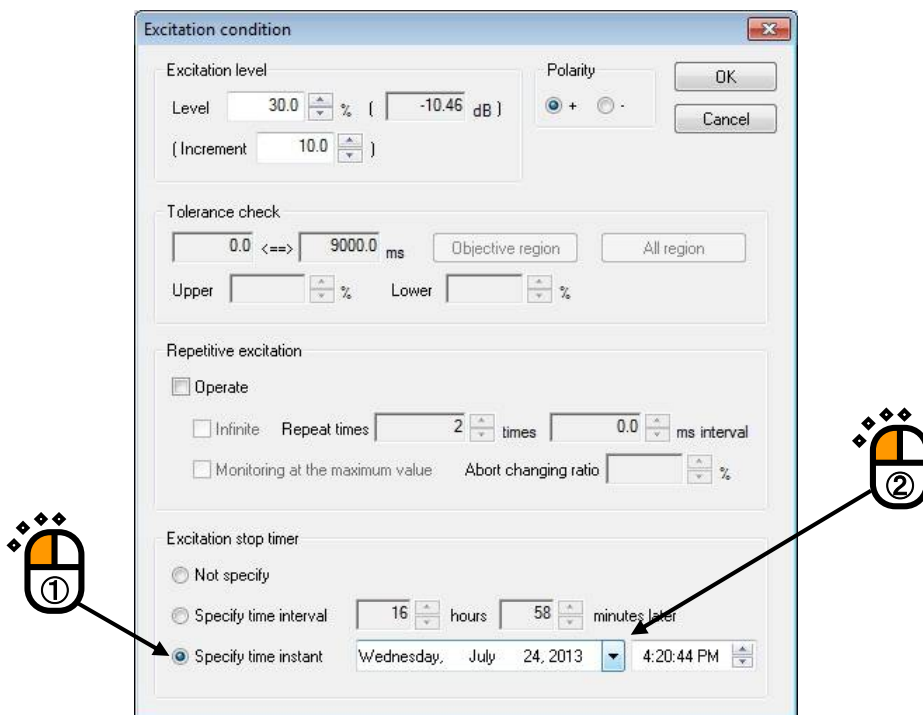 Excitation condition
Excitation level
Level 30.0 % ( -10.46 dB )
( Increment 10.0 )
Polarity
+ -
OK
Cancel
Tolerance check
0.0 <==> 9000.0 ms Objective region All region
Upper % Lower %
Repetitive excitation
Operate
Infinite Repeat times 2 times 0.0 ms interval
Monitoring at the maximum value Abort changing ratio %
②
Excitation stop timer
①
Not specify
Specify time interval 16 hours 58 minutes later
Specify time instant Wednesday, July 24, 2013 4:20:44 PM